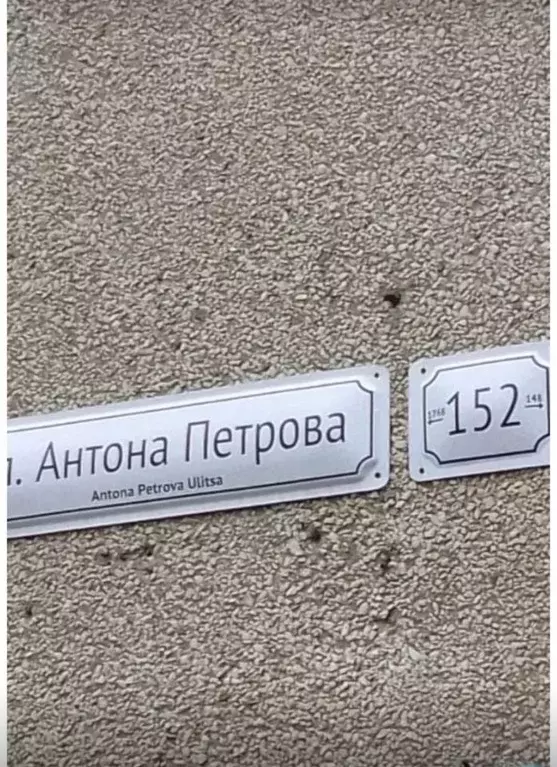 л. Антона Петрова
Antona Petrova Ulitsa
152
148